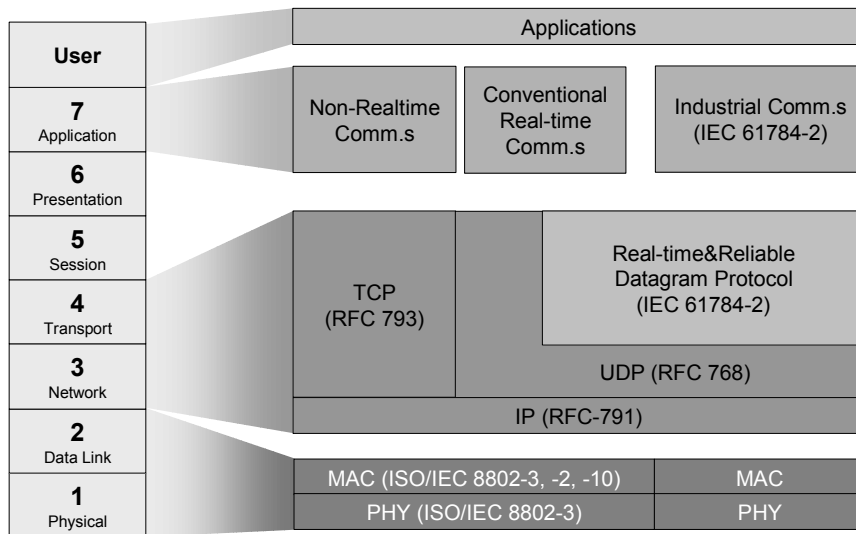 User
7
Application
6
Presentation
5
Session
4
Transport
3
Network
2
Data Link
1
Physical
Applications
Non-Realtime
Comm.s
Conventional
Real-time
Comm.s
Industrial Comm.s
(IEC 61784-2)
TCP
(RFC 793)
Real-time&Reliable
Datagram Protocol
(IEC 61784-2)
UDP (RFC 768)
IP (RFC-791)
MAC (ISO/IEC 8802-3, -2, -10)
MAC
PHY (ISO/IEC 8802-3)
PHY